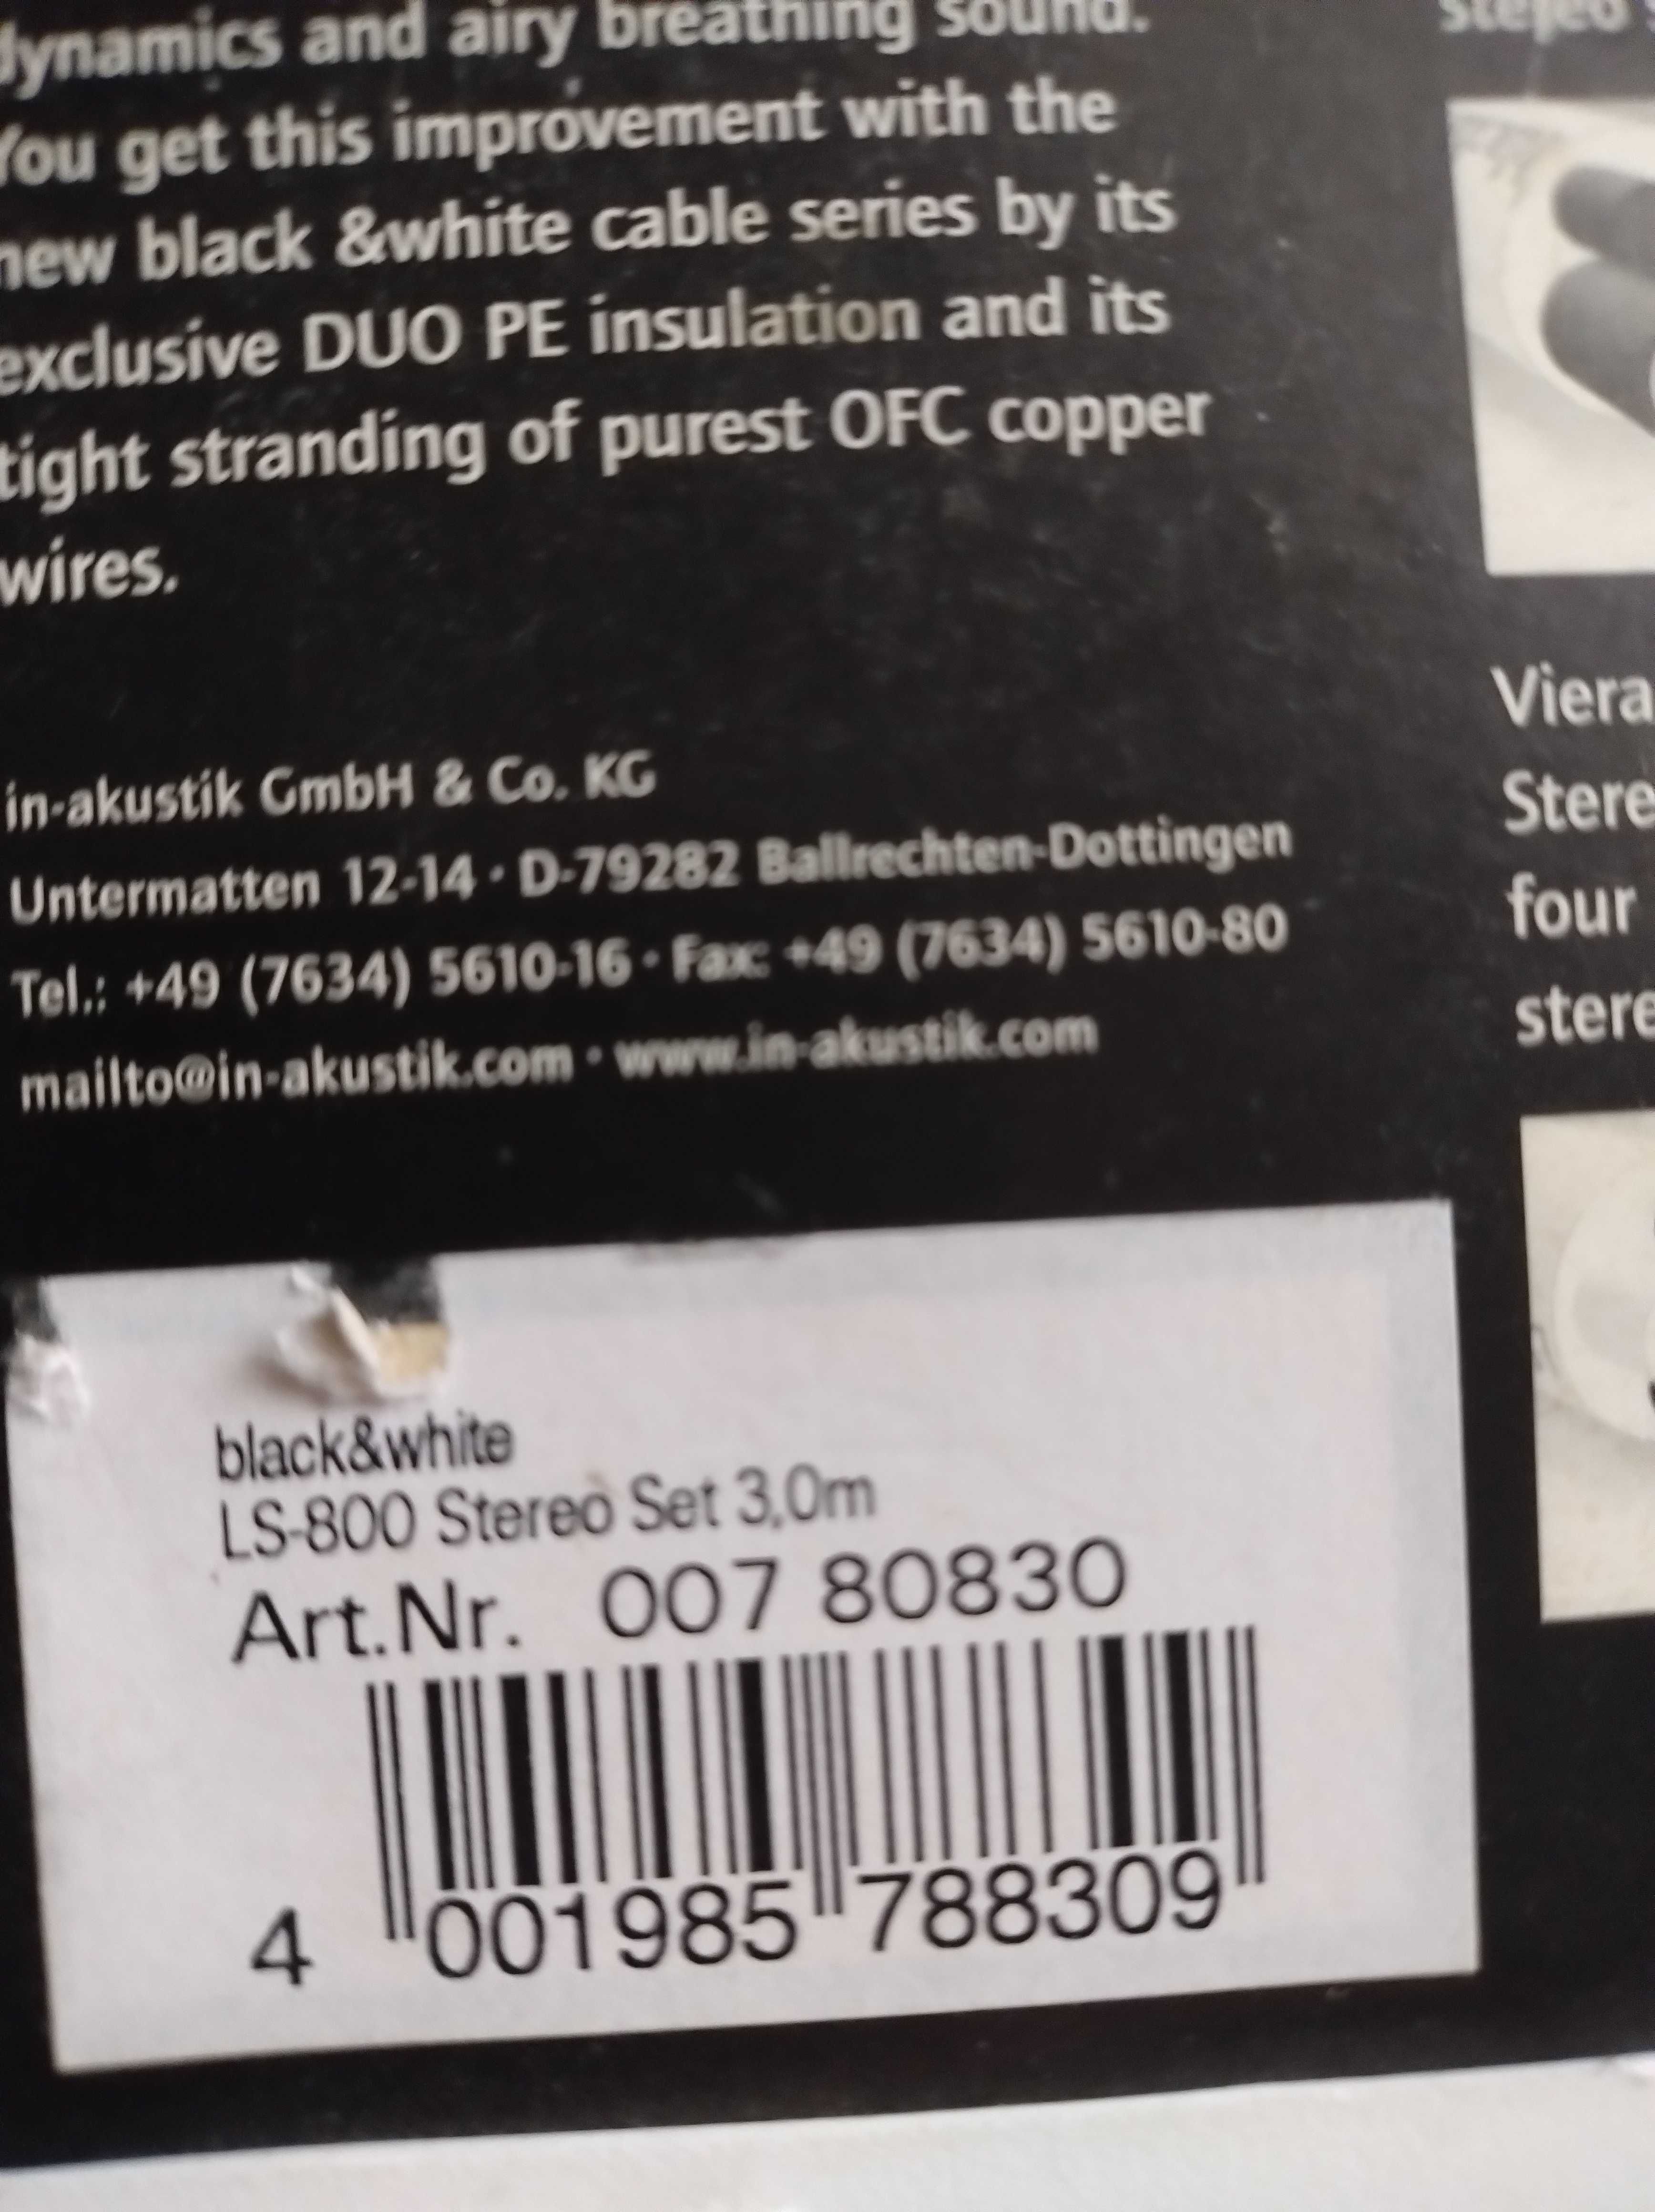 dynamics and airy breathing sound.
You get this improvement with the
new black &white cable series by its
exclusive DUO PE insulation and its
tight stranding of purest OFC copper
wires.
in-akustik GmbH & Co. KG
Untermatten 12-14 · D-79282 Ballrechten-Dottingen
Tel.: +49 (7634) 5610-16 · Fax: +49 (7634) 5610-80
mailto@in-akustik.com · www.in-akustik.com
stereo
Viera
Stere
four
stere
black&white
LS-800 Stereo Set 3,0m
Art.Nr. 007 80830
4 001985 788309